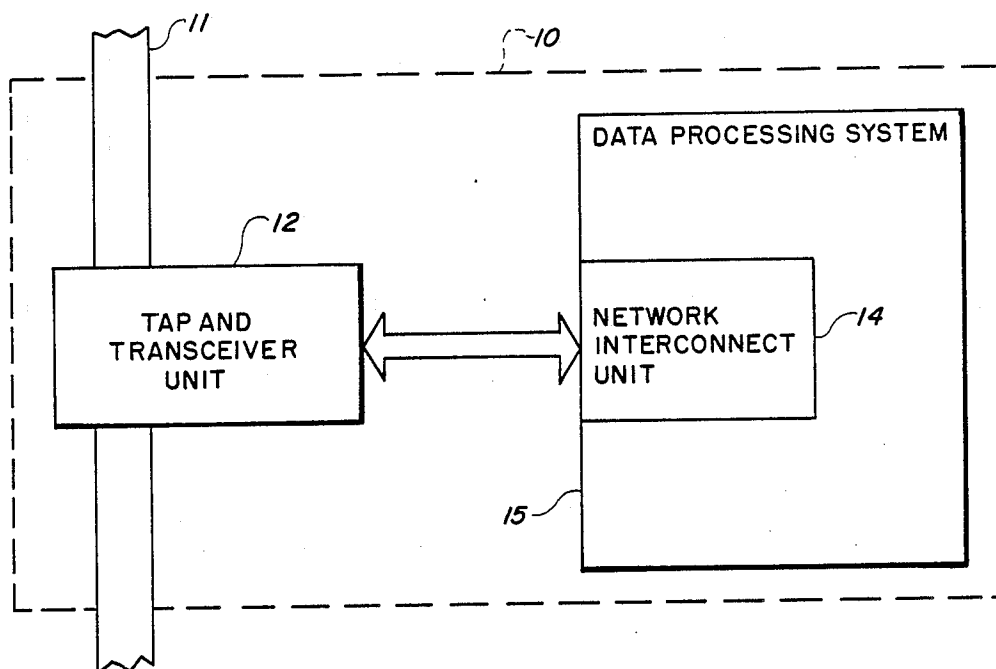 11
10
DATA PROCESSING SYSTEM
12
TAP AND
TRANSCEIVER
UNIT
NETWORK
INTERCONNECT
UNIT
14
15